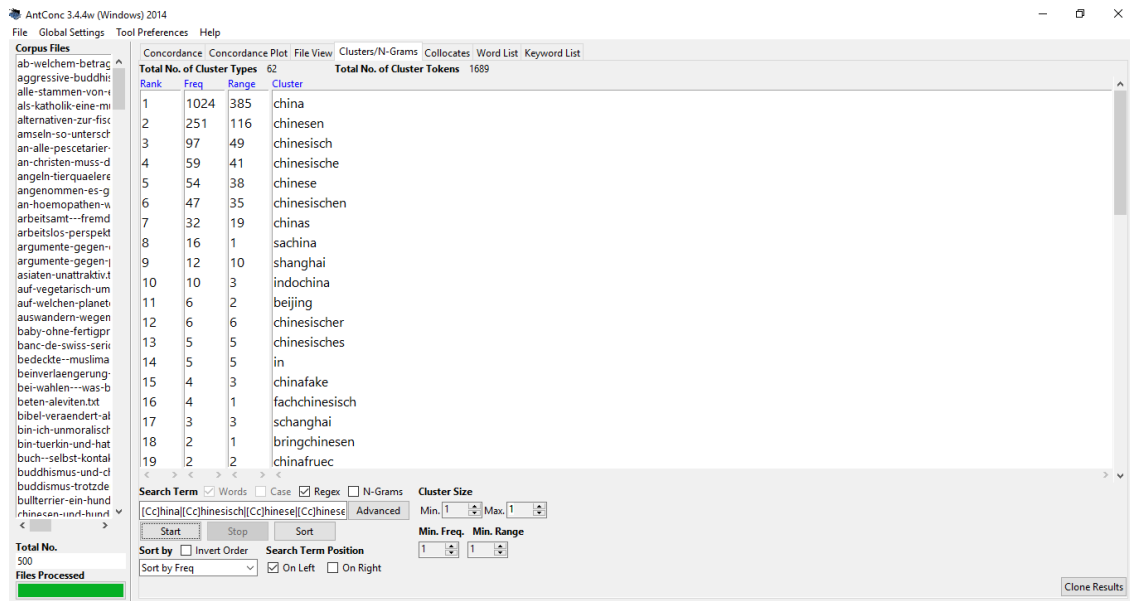 AntConc 3.4.4w (Windows) 2014
File Global Settings Tool Preferences Help
Corpus Files
ab-welchem-betrag
aggressive-buddhis
alle-stammen-von-e
als-katholik-eine-mu
alternativen-zur-fisc
amseln-so-untersch
an-alle-pescetarier-
an-christen-muss-d
angeln-tierquaelere
angenommen-es-g
an-hoemopathen-w
arbeitsamt---fremd
arbeitslos-perspekt
argumente-gegen-
argumente-gegen-
asiaten-unattraktiv.t
auf-vegetarisch-um
auf-welchen-planet
auswandern-wegen
baby-ohne-fertigpr
banc-de-swiss-seri
bedeckte--muslima
beinverlaengerung-
bei-wahlen---was-b
beten-aleviten.txt
bibel-veraendert-al
bin-ich-unmoralisch
bin-tuerkin-und-hat
buch--selbst-kontal
buddhismus-und-cl
buddismus-trotzde
bullterrier-ein-hund
chinesen-und-hund
Total No.
500
Files Processed
Concordance Concordance Plot File View Clusters/N-Grams Collocates Word List Keyword List
Total No. of Cluster Types 62 Total No. of Cluster Tokens 1689
Rank Freq Range Cluster
1 1024 385 china
2 251 116 chinesen
3 97 49 chinesisch
4 59 41 chinesische
5 54 38 chinese
6 47 35 chinesischen
7 32 19 chinas
8 16 1 sachina
9 12 10 shanghai
10 10 3 indochina
11 6 2 beijing
12 6 6 chinesischer
13 5 5 chinesisches
14 5 5 in
15 4 3 chinafake
16 4 1 fachchinesisch
17 3 3 schanghai
18 2 1 bringchinesen
19 2 2 chinafruec
Search Term Words Case Regex N-Grams Cluster Size
[Cc]hina|[Cc]hinesisch|[Cc]hinese|[Cc]hinese Advanced Min. 1 Max. 1
Start Stop Sort Min. Freq. Min. Range
Sort by Invert Order Search Term Position 1 1
Sort by Freq On Left On Right
Clone Results